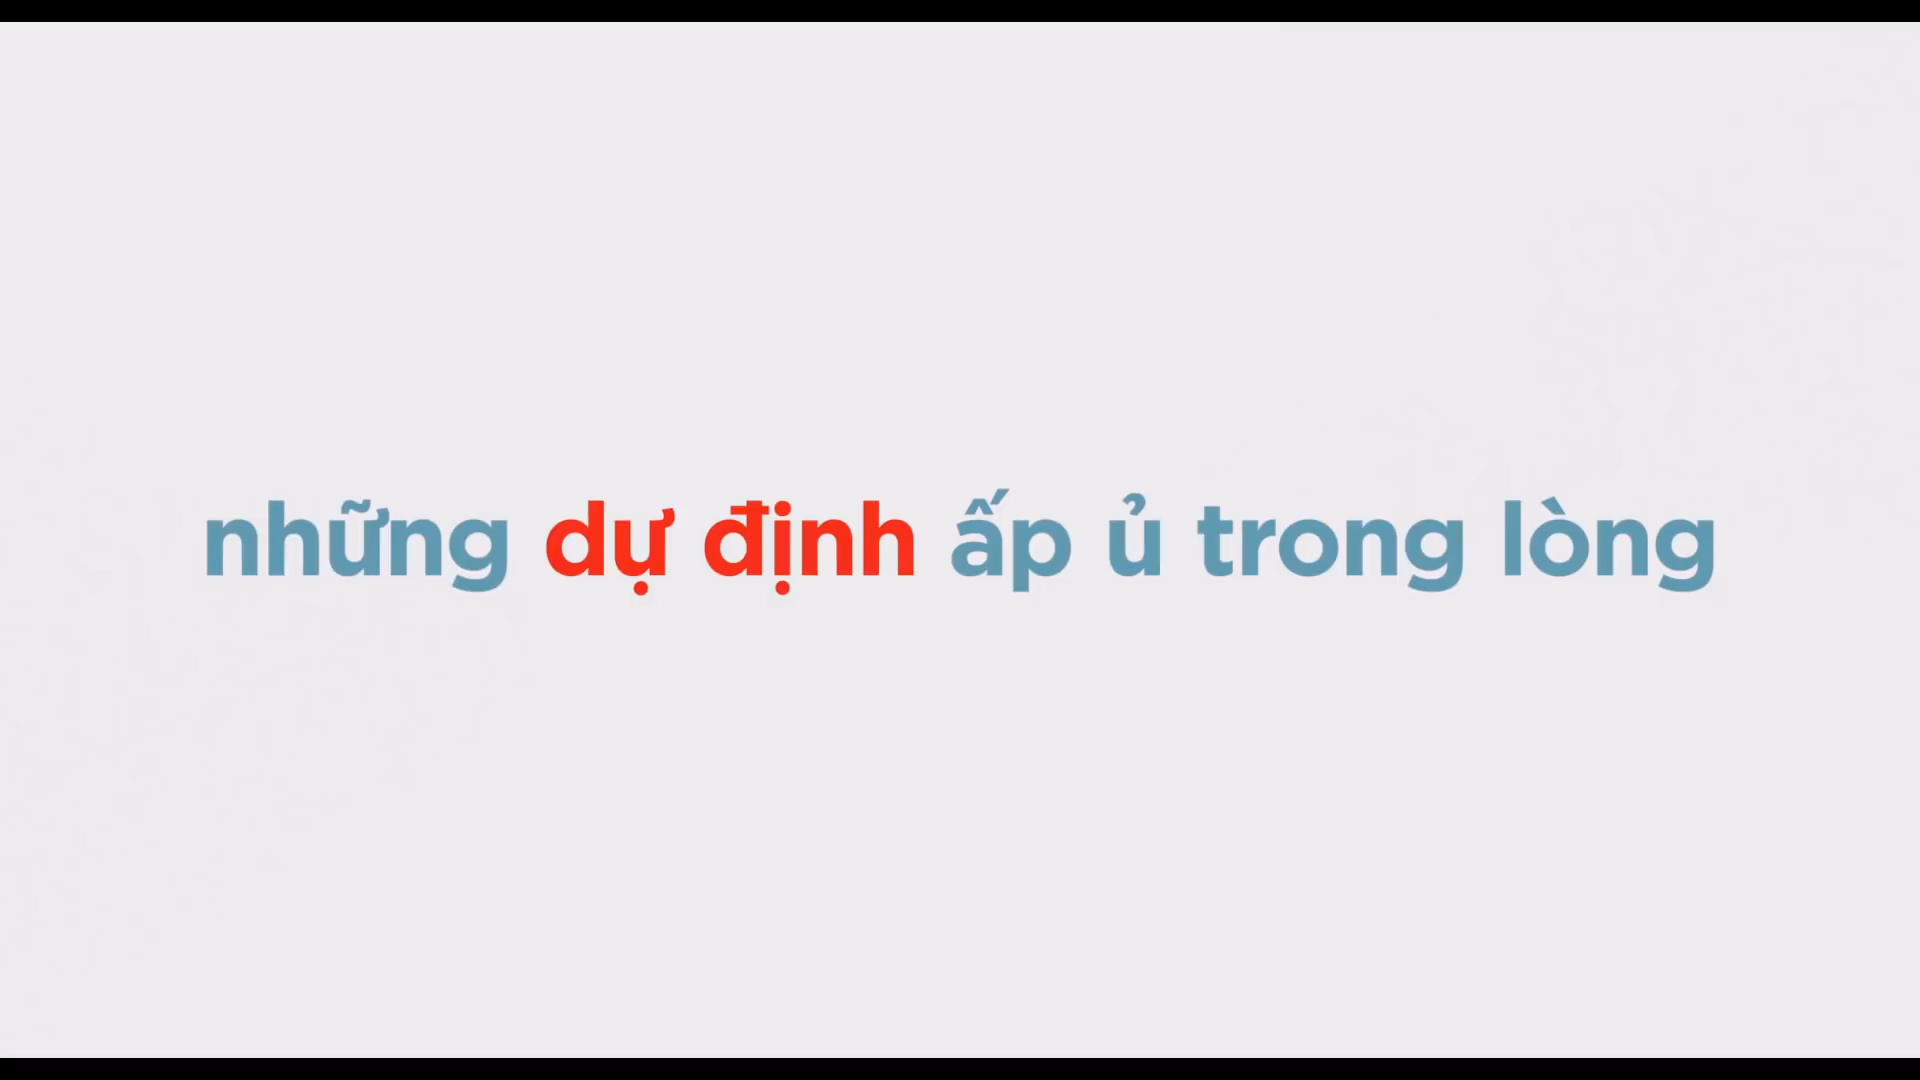 những dự định ấp ủ trong lòng